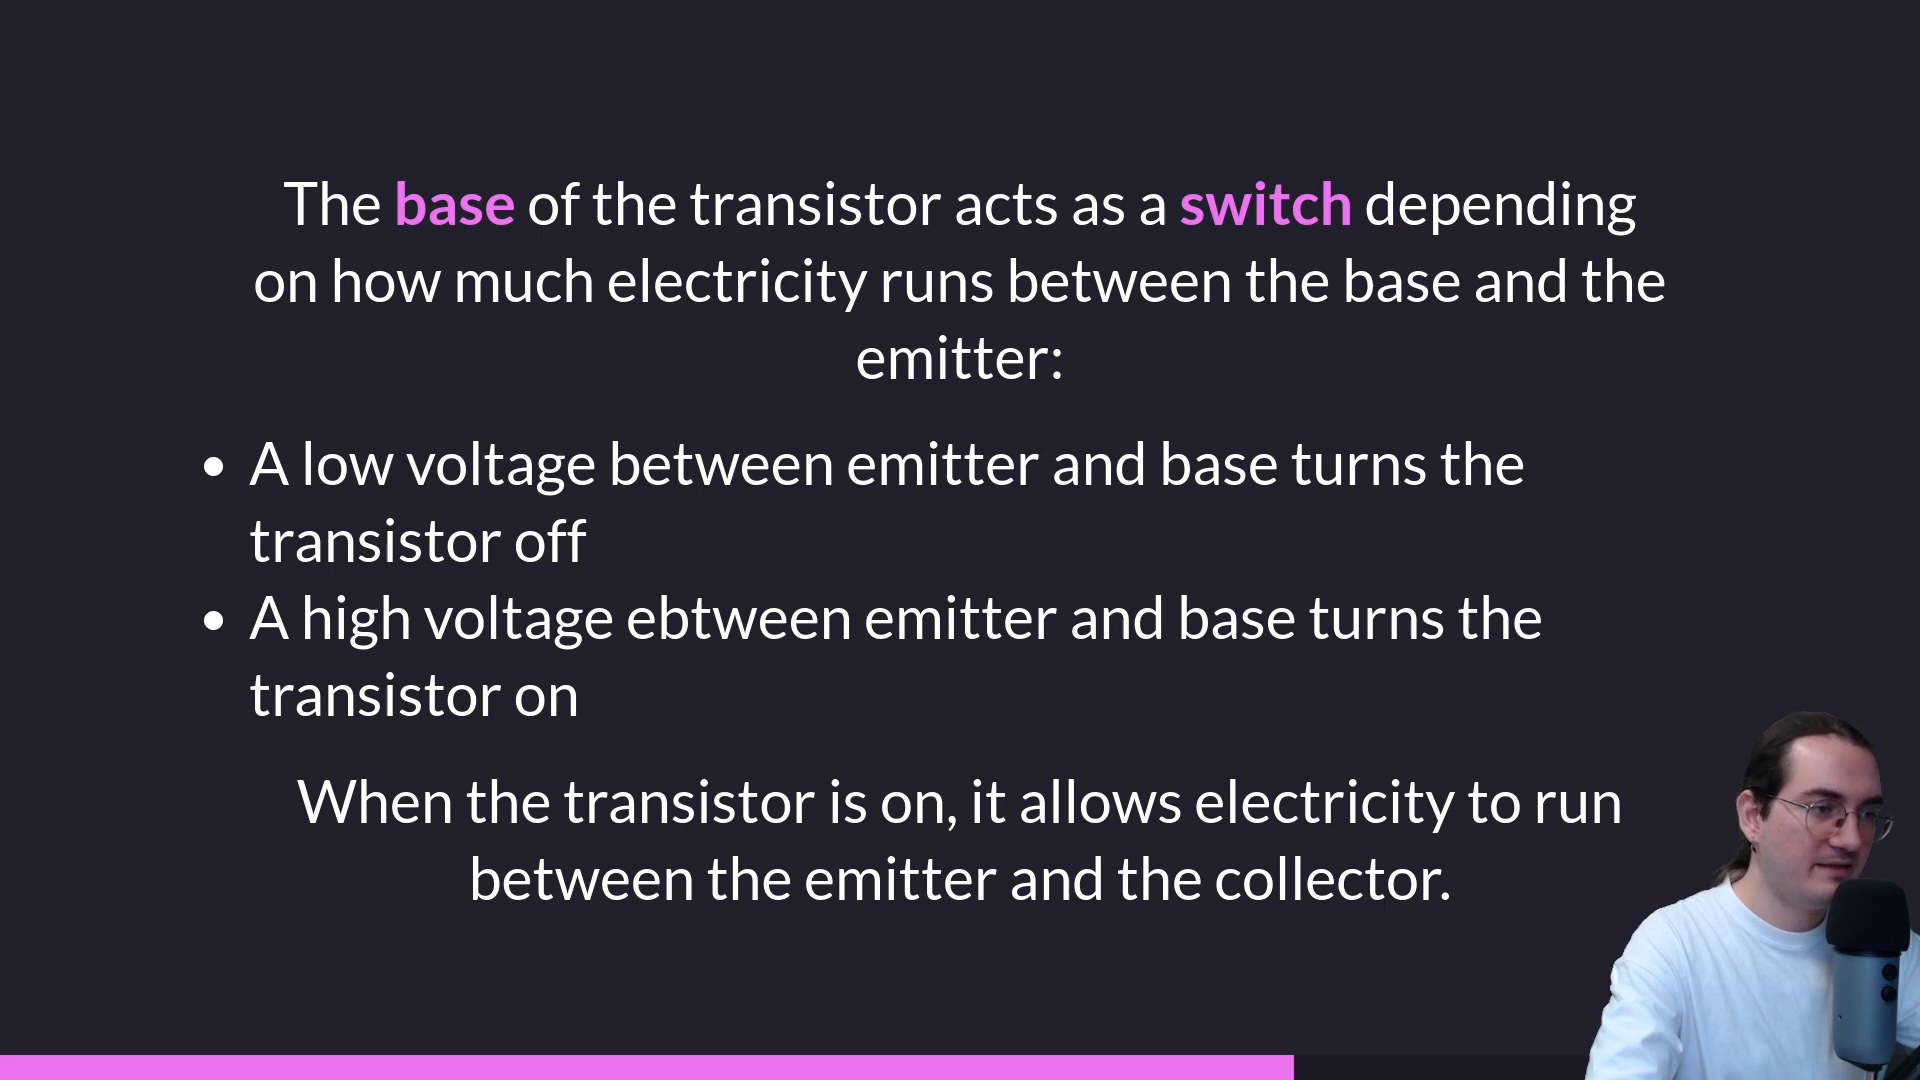 The base of the transistor acts as a switch depending
on how much electricity runs between the base and the
emitter:
• A low voltage between emitter and base turns the
transistor off
• A high voltage ebtween emitter and base turns the
transistor on
When the transistor is on, it allows electricity to run
between the emitter and the collector.